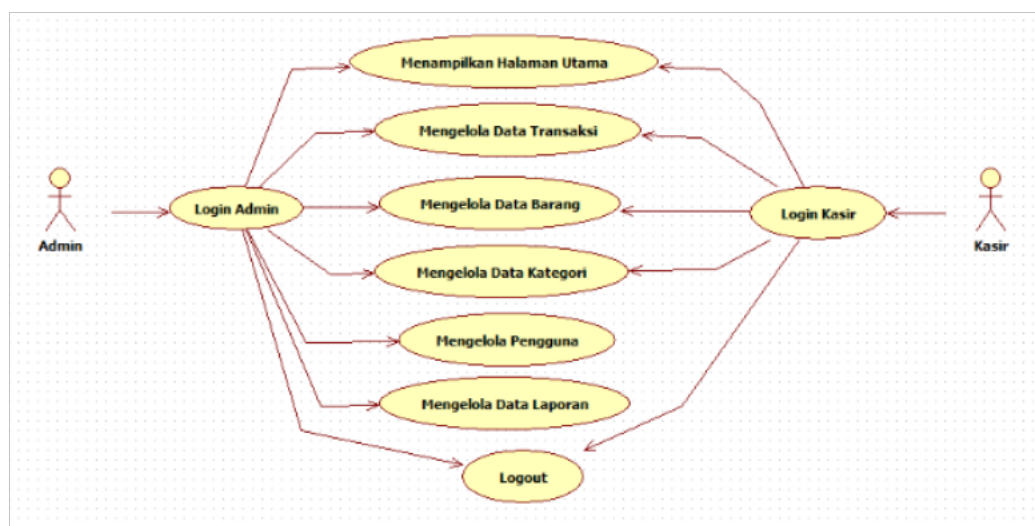 Menampilkan Halaman Utama
Mengelola Data Transaksi
Admin
Login Admin
Mengelola Data Barang
Login Kasir
Kasir
Mengelola Data Kategori
Mengelola Pengguna
Mengelola Data Laporan
Logout